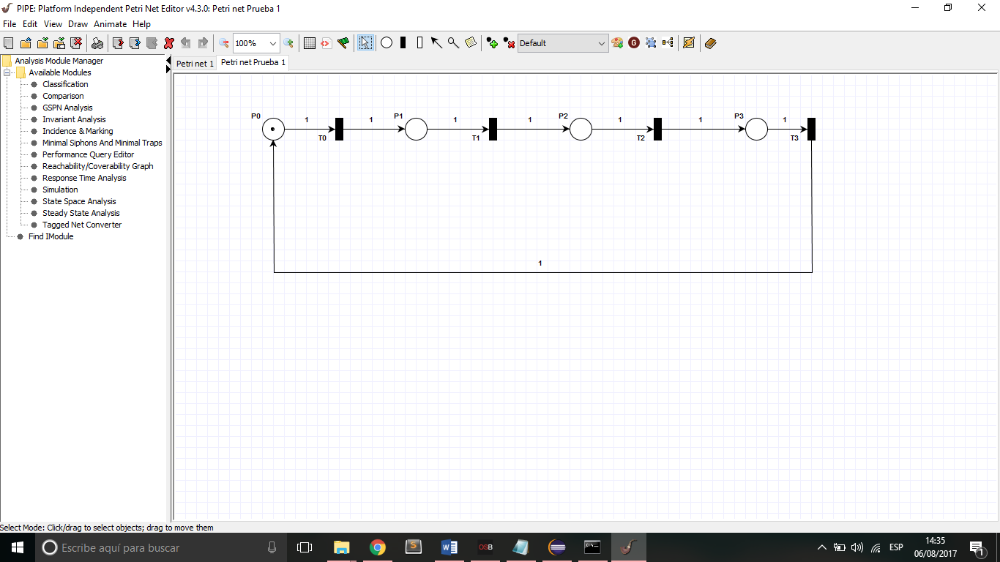 PIPE: Platform Independent Petri Net Editor v4.3.0: Petri net Prueba 1
File Edit View Draw Animate Help
100%
Default
G
Analysis Module Manager
Available Modules
Classification
Comparison
GSPN Analysis
Invariant Analysis
Incidence & Marking
Minimal Siphons And Minimal Traps
Performance Query Editor
Reachability/Coverability Graph
Response Time Analysis
Simulation
State Space Analysis
Steady State Analysis
Tagged Net Converter
Find IModule
Petri net 1 Petri net Prueba 1
P0 1 1 P1 1 1 P2 1 1 P3 1
T0 T1 T2 T3
1
Select Mode: Click/drag to select objects; drag to move them
Escribe aquí para buscar
S
W
OSB
ESP
14:35
06/08/2017
1